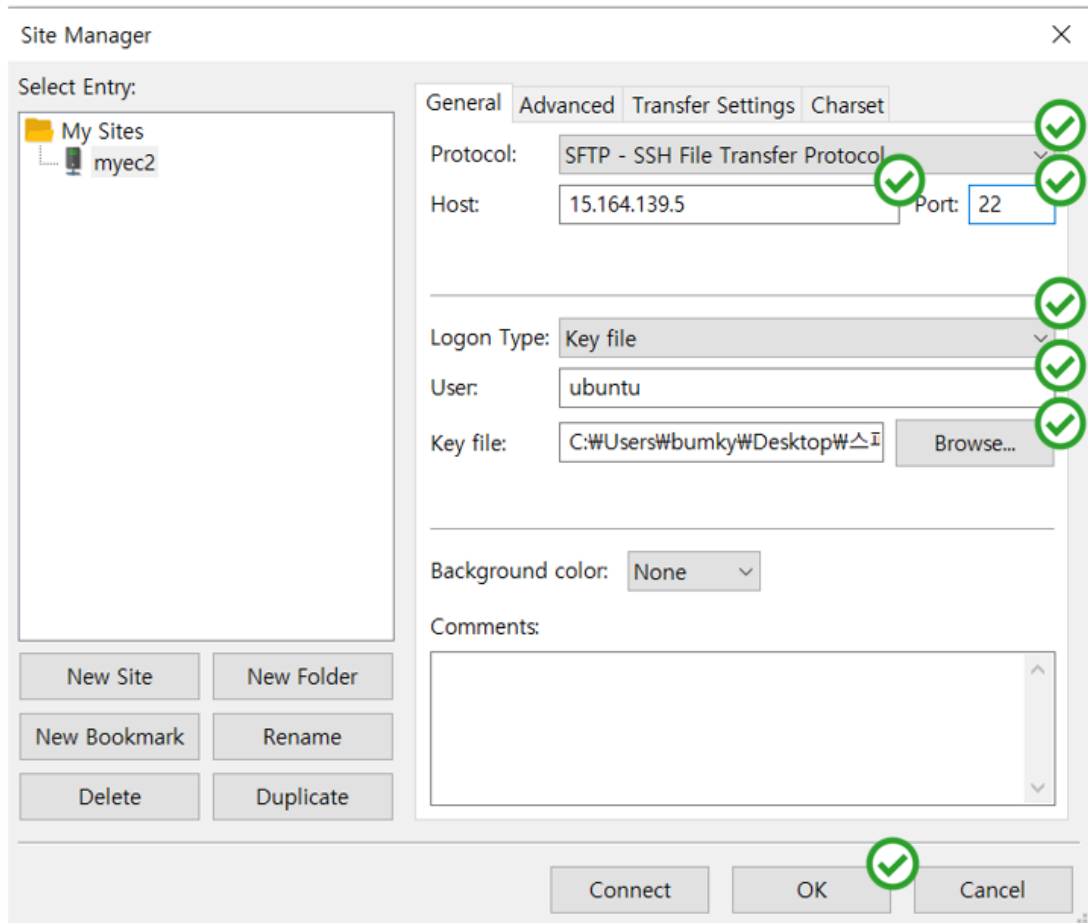 Site Manager
Select Entry:
My Sites
myec2
New Site
New Folder
New Bookmark
Rename
Delete
Duplicate
General
Advanced
Transfer Settings
Charset
Protocol:
SFTP - SSH File Transfer Protocol
Host:
15.164.139.5
Port:
22
Logon Type:
Key file
User:
ubuntu
Key file:
C:₩Users₩bumky₩Desktop₩스파
Browse...
Background color:
None
Comments:
Connect
OK
Cancel